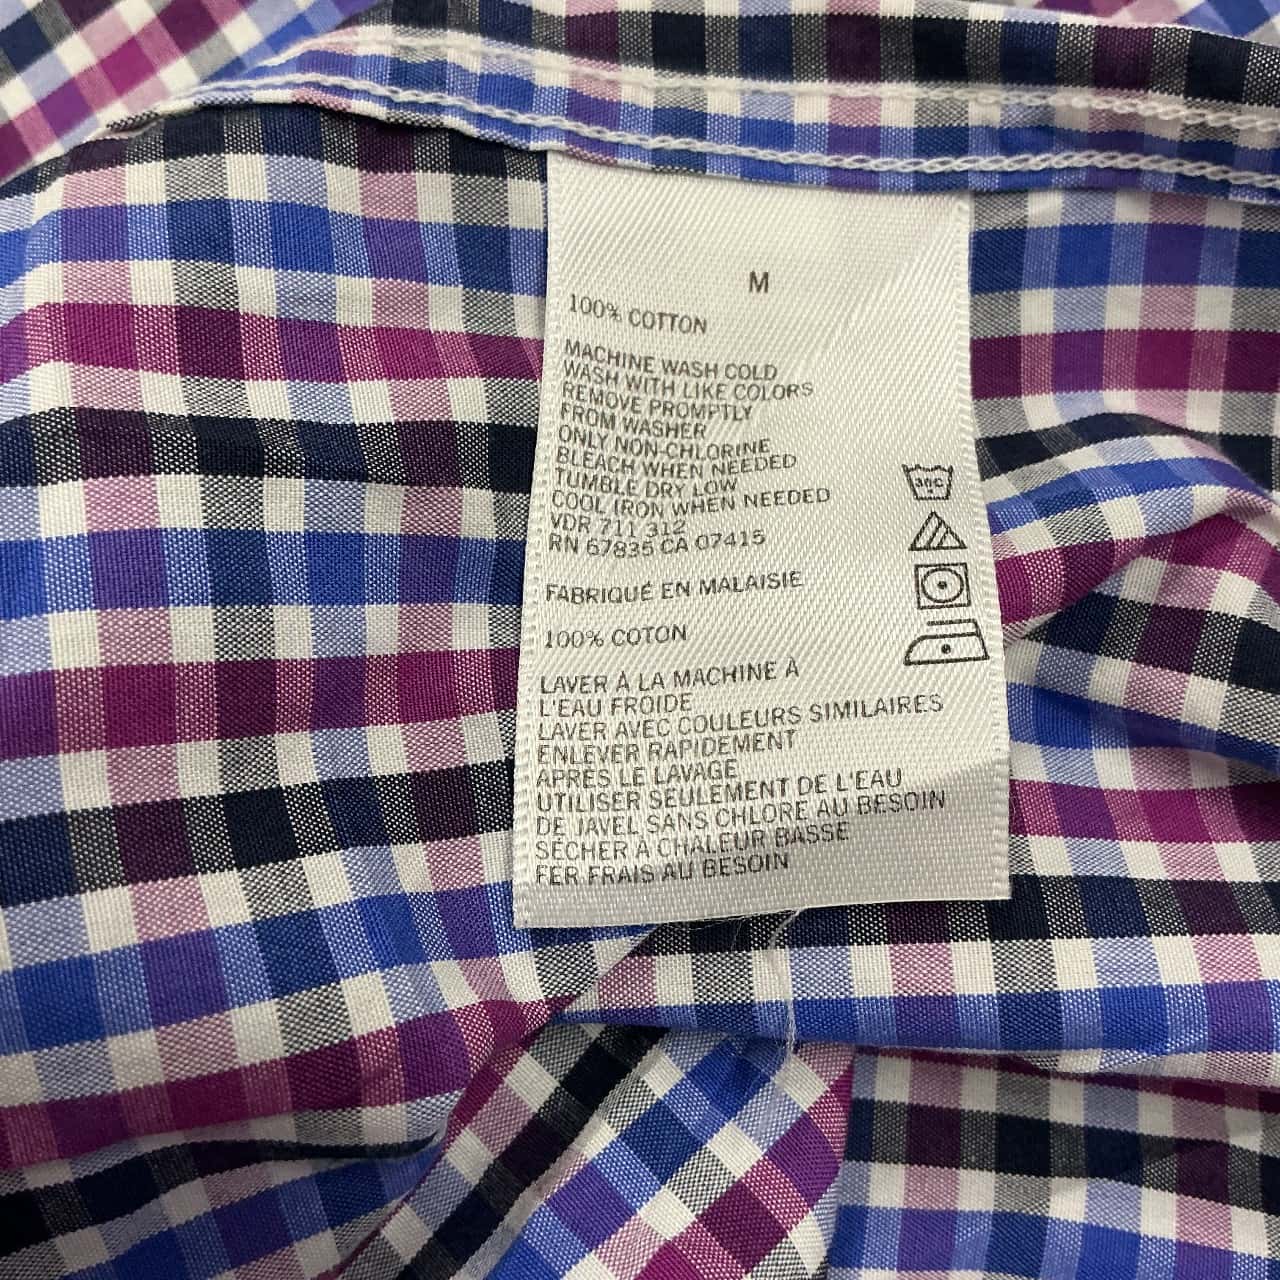 M
100% COTTON
MACHINE WASH COLD
WASH WITH LIKE COLORS
REMOVE PROMPTLY
FROM WASHER
ONLY NON-CHLORINE
BLEACH WHEN NEEDED
TUMBLE DRY LOW
COOL IRON WHEN NEEDED
VDR 711 312
RN 67835 CA 07415
FABRIQUÉ EN MALAISIE
100% COTON
LAVER À LA MACHINE À
L'EAU FROIDE
LAVER AVEC COULEURS SIMILAIRES
ENLEVER RAPIDEMENT
APRÈS LE LAVAGE
UTILISER SEULEMENT DE L'EAU
DE JAVEL SANS CHLORE AU BESOIN
SÉCHER À CHALEUR BASSE
FER FRAIS AU BESOIN
30C